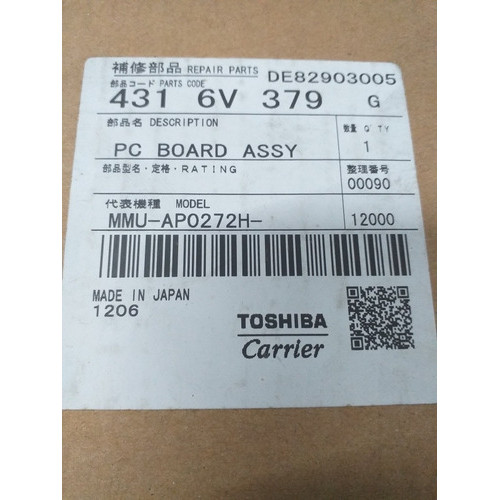 補修部品 REPAIR PARTS DE82903005
部品コード PARTS CODE
431 6V 379 G
部品名 DESCRIPTION 数量 Q'TY
PC BOARD ASSY 1
部品型名・定格・RATING 整理番号
00090
代表機種 MODEL
MMU-AP0272H- 12000
MADE IN JAPAN
1206
TOSHIBA
Carrier